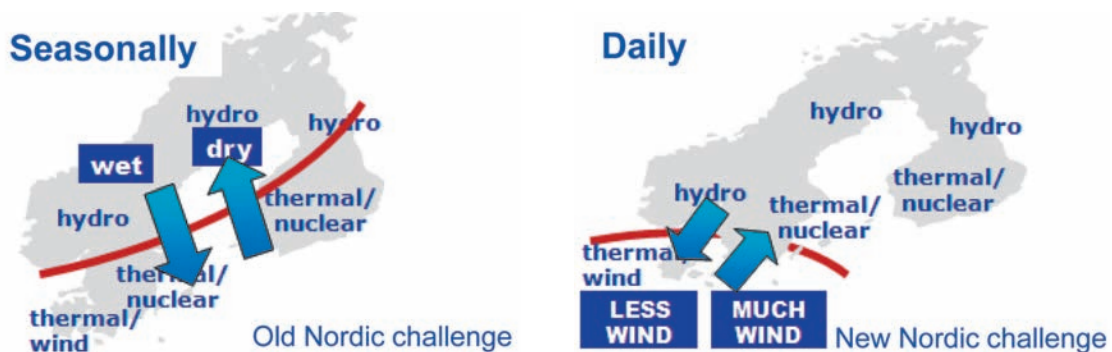 Seasonally
hydro
hydro
wet
dry
hydro
thermal/
nuclear
thermal/
nuclear
thermal/
wind
Old Nordic challenge
Daily
hydro
hydro
hydro
thermal/
nuclear
thermal/
nuclear
thermal/
wind
LESS
WIND
MUCH
WIND
New Nordic challenge